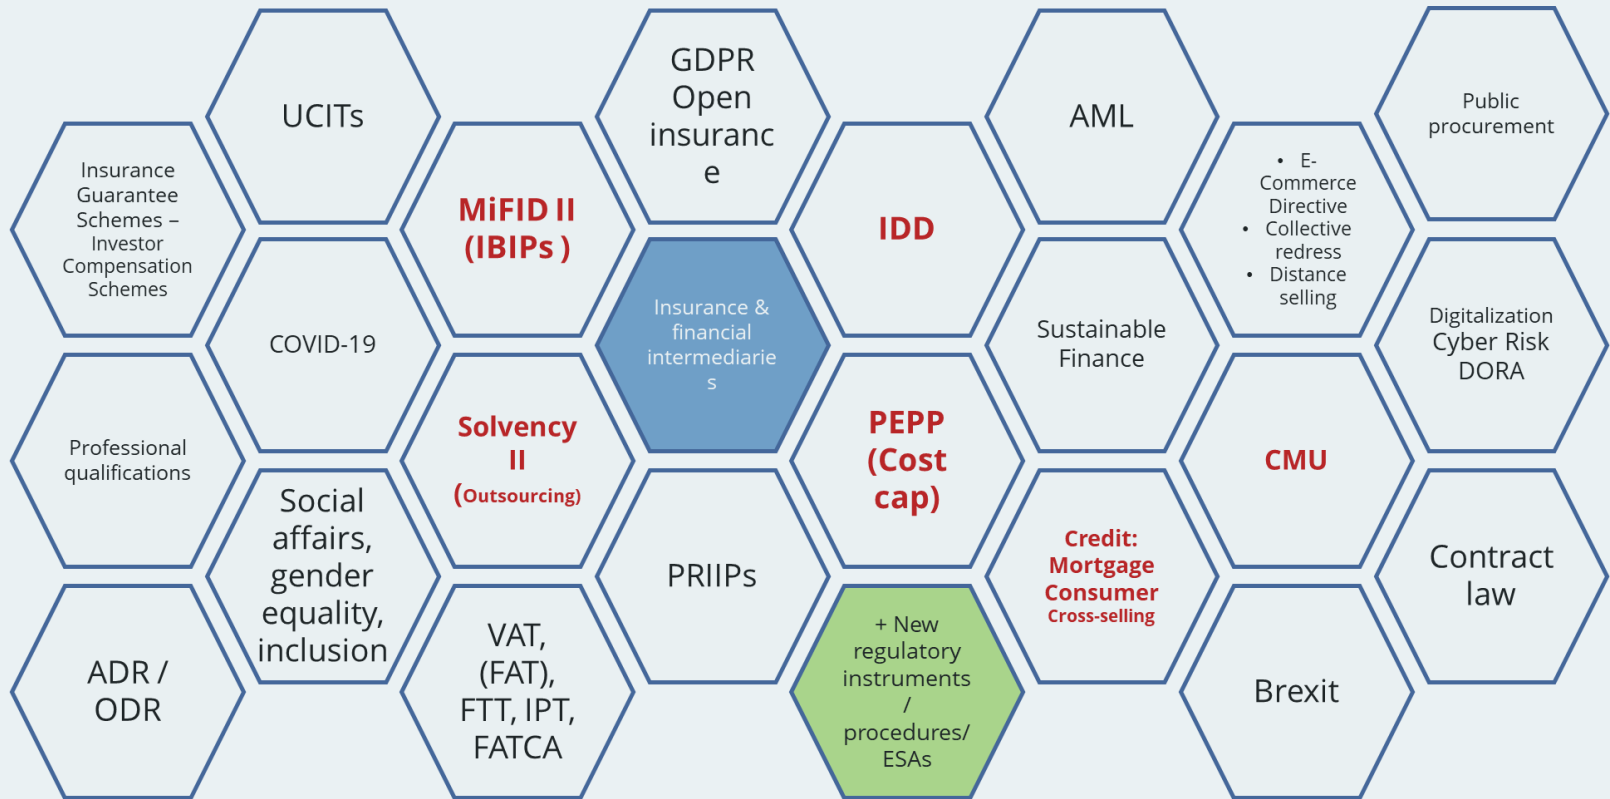 UCITs
GDPR
Open
insuranc
e
AML
Public
procurement
Insurance
Guarantee
Schemes –
Investor
Compensation
Schemes
MiFID II
(IBIPs )
IDD
• E-
Commerce
Directive
• Collective
redress
• Distance
selling
COVID-19
Insurance &
financial
intermediarie
s
Sustainable
Finance
Digitalization
Cyber Risk
DORA
Professional
qualifications
Solvency
II
(Outsourcing)
PEPP
(Cost
cap)
CMU
Social
affairs,
gender
equality,
inclusion
PRIIPs
Credit:
Mortgage
Consumer
Cross-selling
Contract
law
ADR /
ODR
VAT,
(FAT),
FTT, IPT,
FATCA
+ New
regulatory
instruments
/
procedures/
ESAs
Brexit